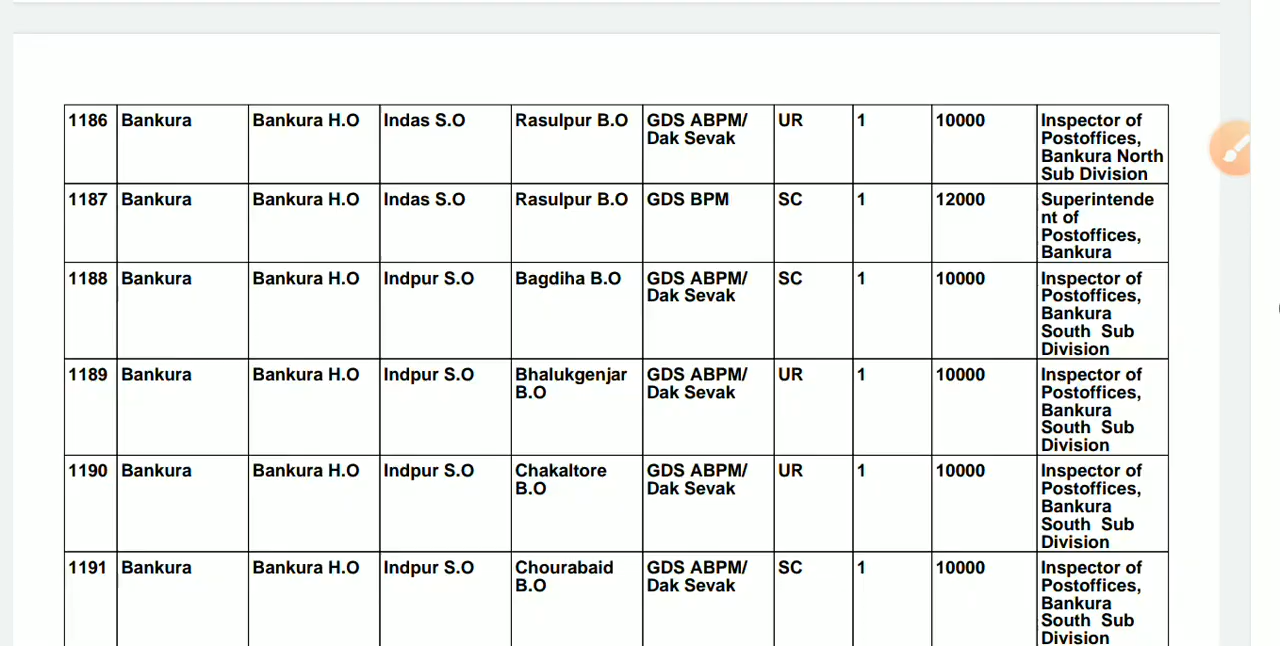 1186 Bankura Bankura H.O Indas S.O Rasulpur B.O GDS ABPM/ UR 1 10000 Inspector of
Dak Sevak Postoffices,
Bankura North
Sub Division
1187 Bankura Bankura H.O Indas S.O Rasulpur B.O GDS BPM SC 1 12000 Superintende
nt of
Postoffices,
Bankura
1188 Bankura Bankura H.O Indpur S.O Bagdiha B.O GDS ABPM/ SC 1 10000 Inspector of
Dak Sevak Postoffices,
Bankura
South Sub
Division
1189 Bankura Bankura H.O Indpur S.O Bhalukgenjar GDS ABPM/ UR 1 10000 Inspector of
B.O Dak Sevak Postoffices,
Bankura
South Sub
Division
1190 Bankura Bankura H.O Indpur S.O Chakaltore GDS ABPM/ UR 1 10000 Inspector of
B.O Dak Sevak Postoffices,
Bankura
South Sub
Division
1191 Bankura Bankura H.O Indpur S.O Chourabaid GDS ABPM/ SC 1 10000 Inspector of
B.O Dak Sevak Postoffices,
Bankura
South Sub
Division